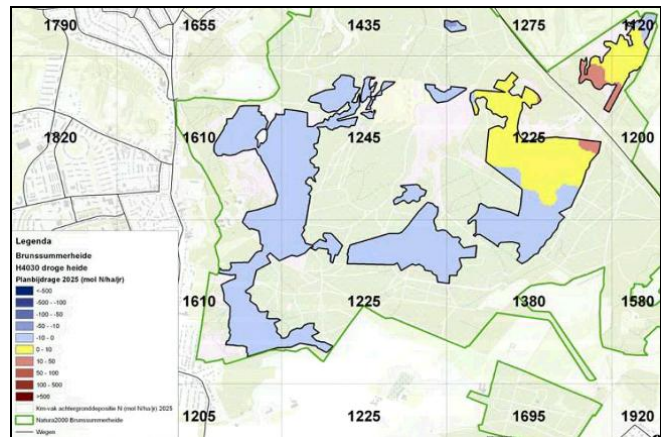 1790 1655 1435 1275 1120
1820 1610 1245 1225 1200
1610 1225 1380 1580
1205 1225 1695 1920
Legenda
Brunssummerheide
H4030 droge heide
Planbijdrage 2025 (mol N/ha/jr)
<-500
-500 - -100
-100 - -50
-50 - -10
-10 - 0
0 - 10
10 - 50
50 - 100
100 - 500
>500
Km-vak achtergronddepositie N (mol N/ha/jr) 2025
Natura2000 Brunssummerheide
Wegen